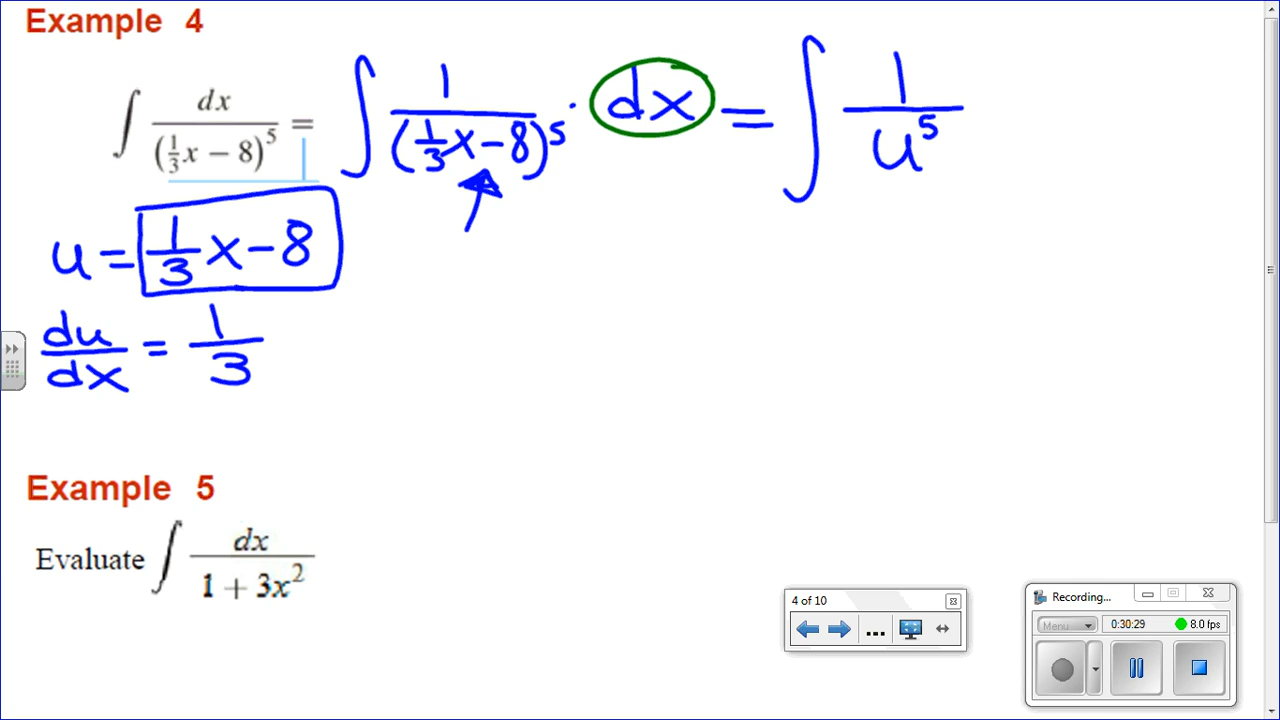 Example 4
∫ dx / (1/3 x − 8)^5 = ∫ 1 / (1/3 x − 8)^5 · dx = ∫ 1 / u^5
u = 1/3 x − 8
du/dx = 1/3
Example 5
Evaluate ∫ dx / 1 + 3x^2
4 of 10
...
Recording...
Menu 0:30:29 8.0 fps